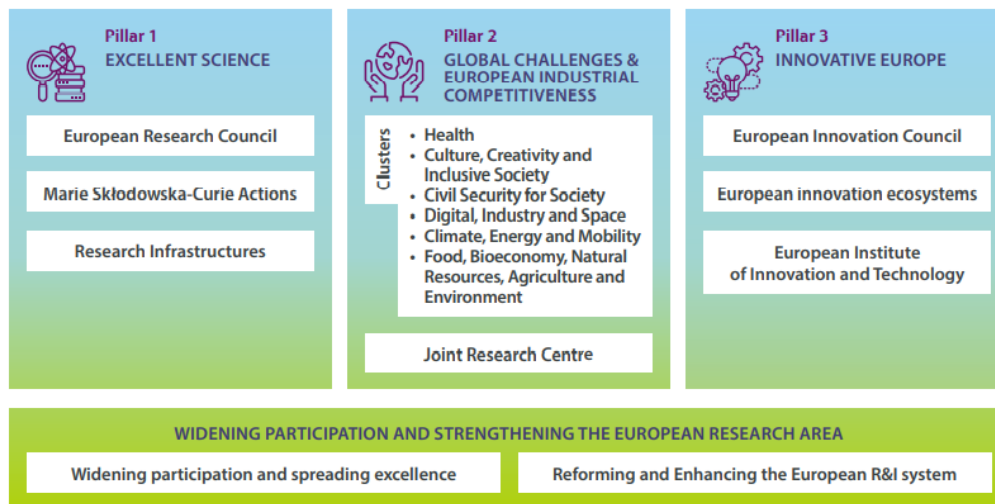 Pillar 1
EXCELLENT SCIENCE
European Research Council
Marie Skłodowska-Curie Actions
Research Infrastructures
Pillar 2
GLOBAL CHALLENGES &
EUROPEAN INDUSTRIAL
COMPETITIVENESS
Clusters
• Health
• Culture, Creativity and
Inclusive Society
• Civil Security for Society
• Digital, Industry and Space
• Climate, Energy and Mobility
• Food, Bioeconomy, Natural
Resources, Agriculture and
Environment
Joint Research Centre
Pillar 3
INNOVATIVE EUROPE
European Innovation Council
European innovation ecosystems
European Institute
of Innovation and Technology
WIDENING PARTICIPATION AND STRENGTHENING THE EUROPEAN RESEARCH AREA
Widening participation and spreading excellence
Reforming and Enhancing the European R&I system